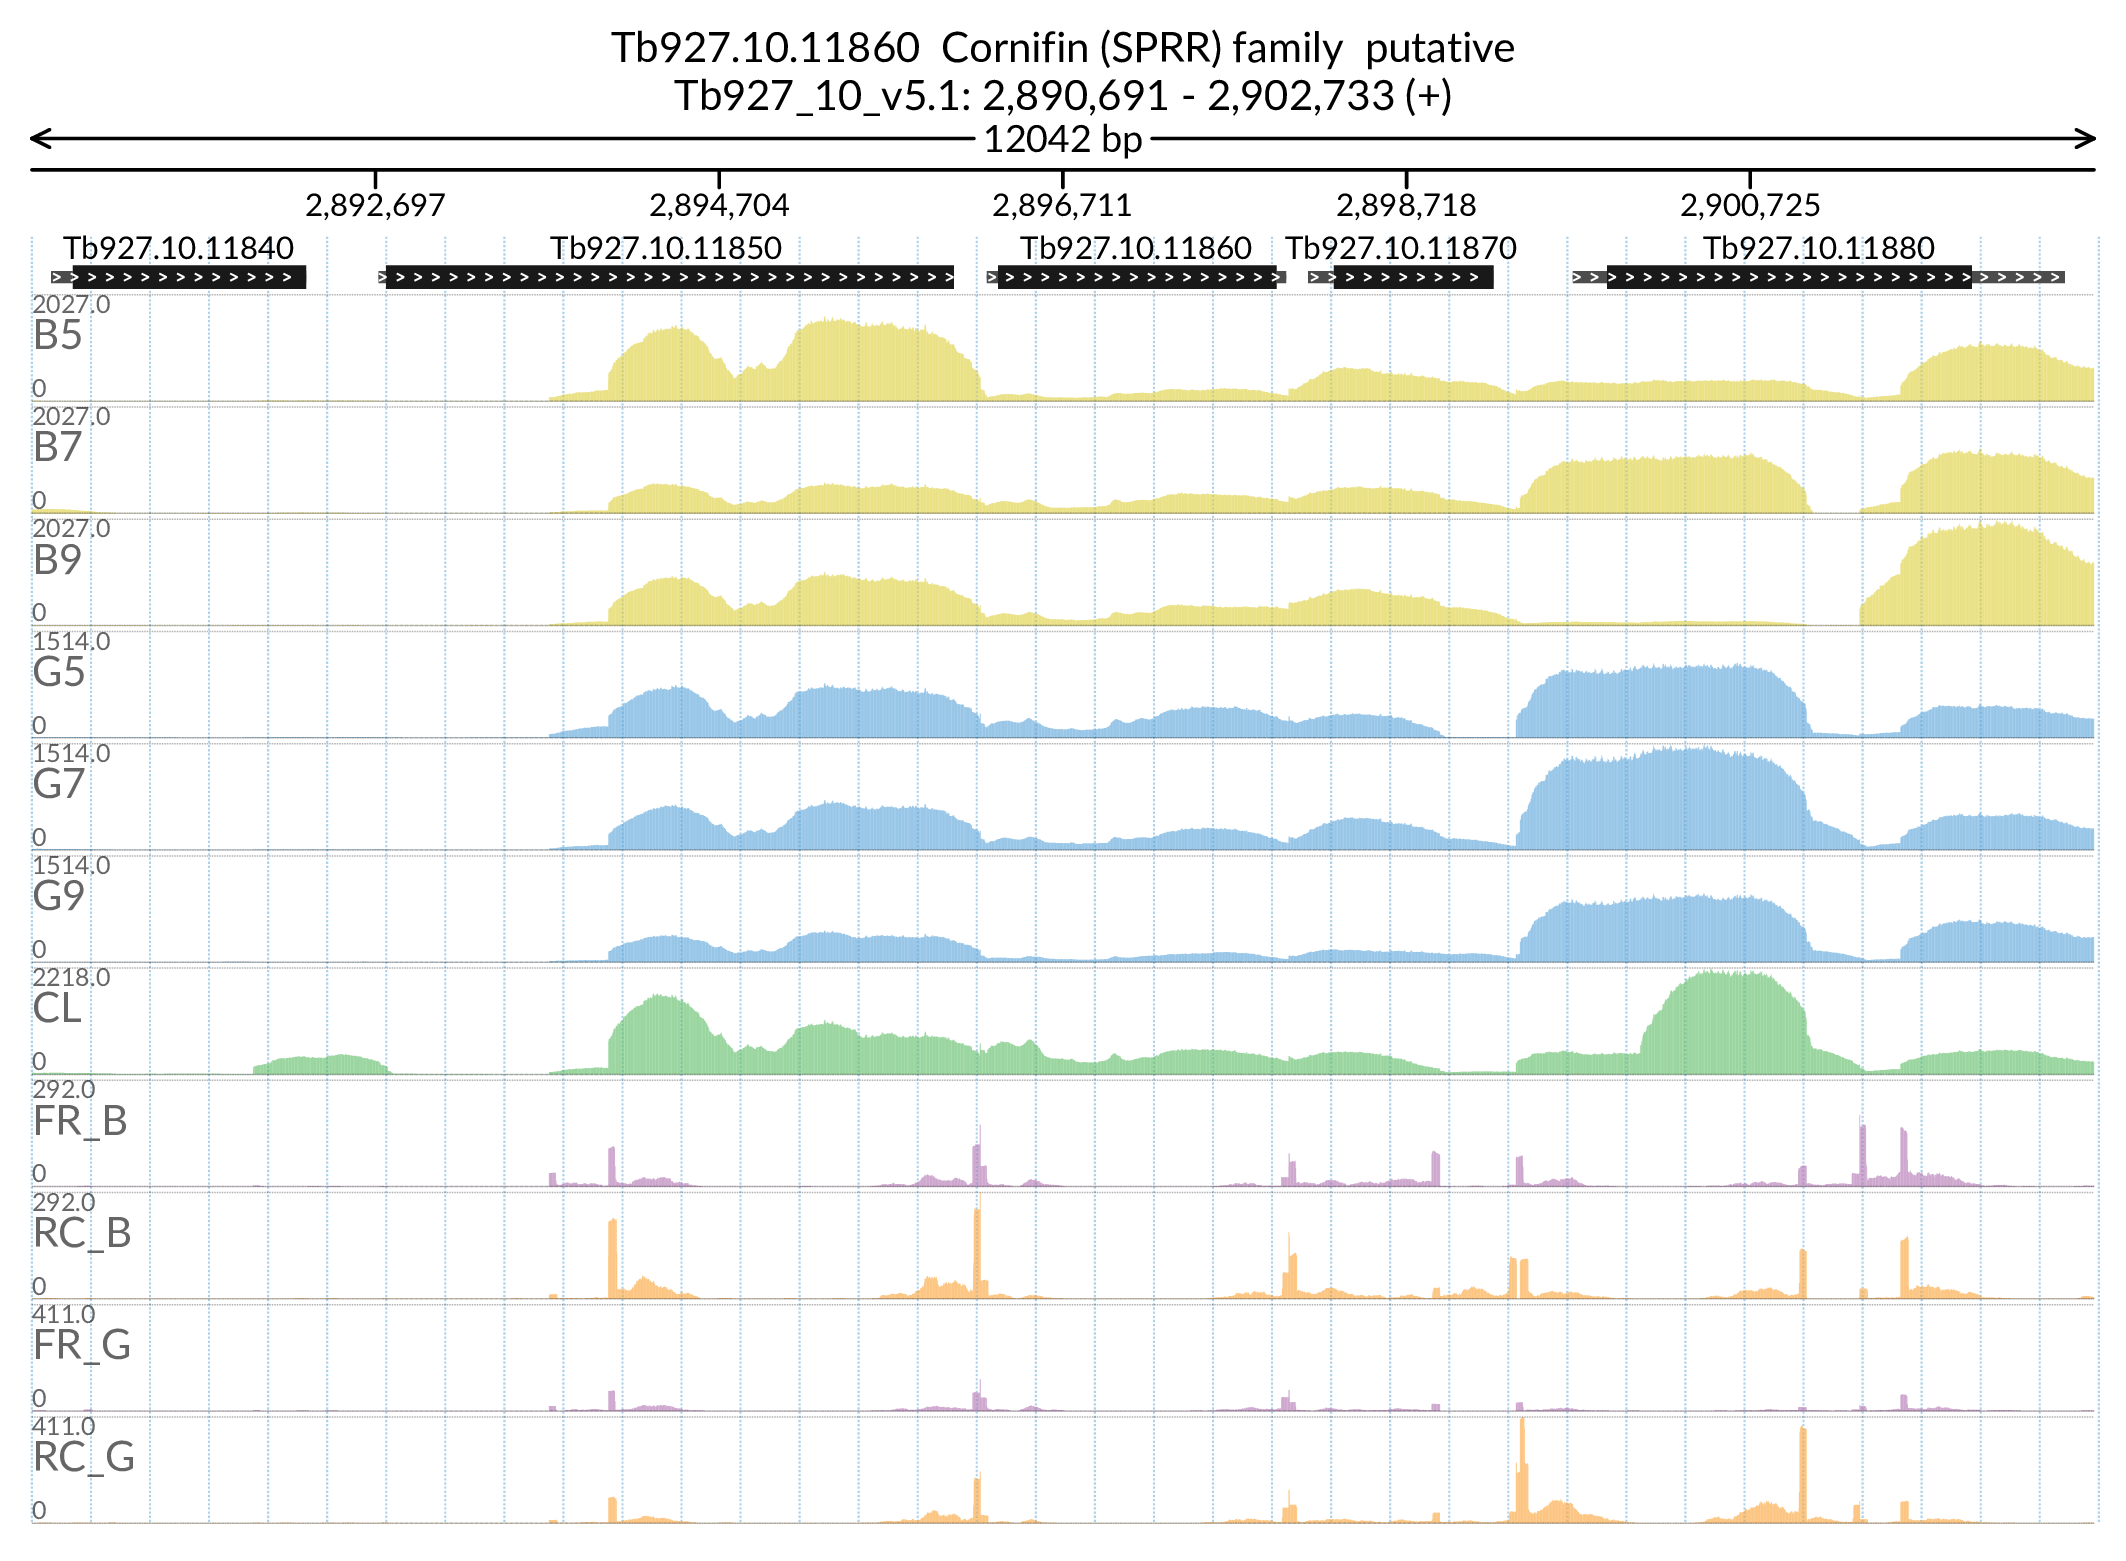 Tb927.10.11860  Cornifin (SPRR) family  putative
Tb927_10_v5.1: 2,890,691 - 2,902,733 (+)
12042 bp
2,892,697 2,894,704 2,896,711 2,898,718 2,900,725
Tb927.10.11840 Tb927.10.11850 Tb927.10.11860 Tb927.10.11870 Tb927.10.11880
2027.0
B5
0
2027.0
B7
0
2027.0
B9
0
1514.0
G5
0
1514.0
G7
0
1514.0
G9
0
2218.0
CL
0
292.0
FR_B
0
292.0
RC_B
0
411.0
FR_G
0
411.0
RC_G
0